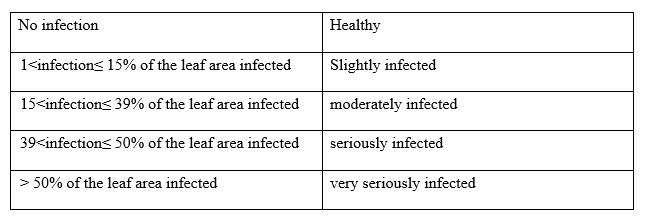 No infection Healthy
1<infection≤ 15% of the leaf area infected Slightly infected
15<infection≤ 39% of the leaf area infected moderately infected
39<infection≤ 50% of the leaf area infected seriously infected
> 50% of the leaf area infected very seriously infected